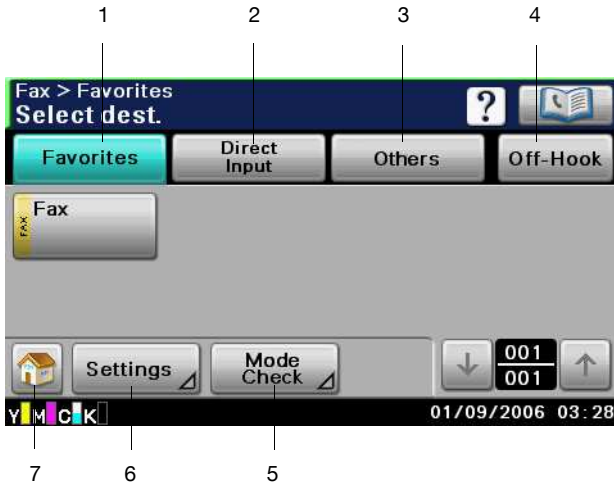 1 2 3 4
Fax > Favorites
Select dest.
?
Favorites
Direct
Input
Others
Off-Hook
FAX
Fax
Settings
Mode
Check
001
001
Y M C K
01/09/2006 03:28
7 6 5